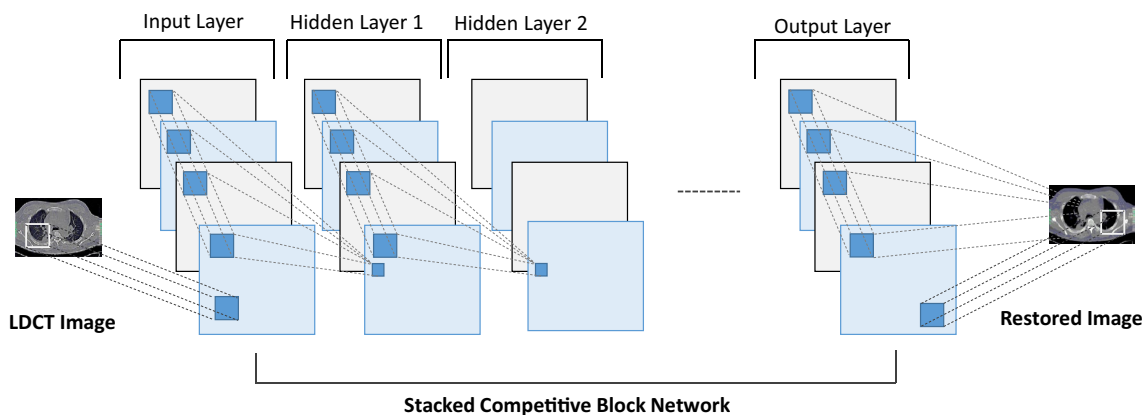 Input Layer
Hidden Layer 1
Hidden Layer 2
Output Layer
LDCT Image
Restored Image
Stacked Competitive Block Network